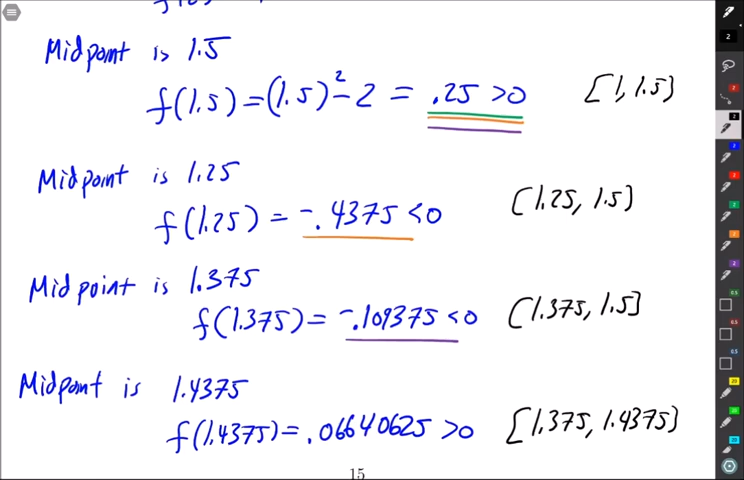 Midpoint is 1.5
f(1.5) = (1.5)² - 2 = .25 > 0 [1, 1.5]
Midpoint is 1.25
f(1.25) = -.4375 < 0 [1.25, 1.5]
Midpoint is 1.375
f(1.375) = -.109375 < 0 [1.375, 1.5]
Midpoint is 1.4375
f(1.4375) = .06640625 > 0 [1.375, 1.4375]
15